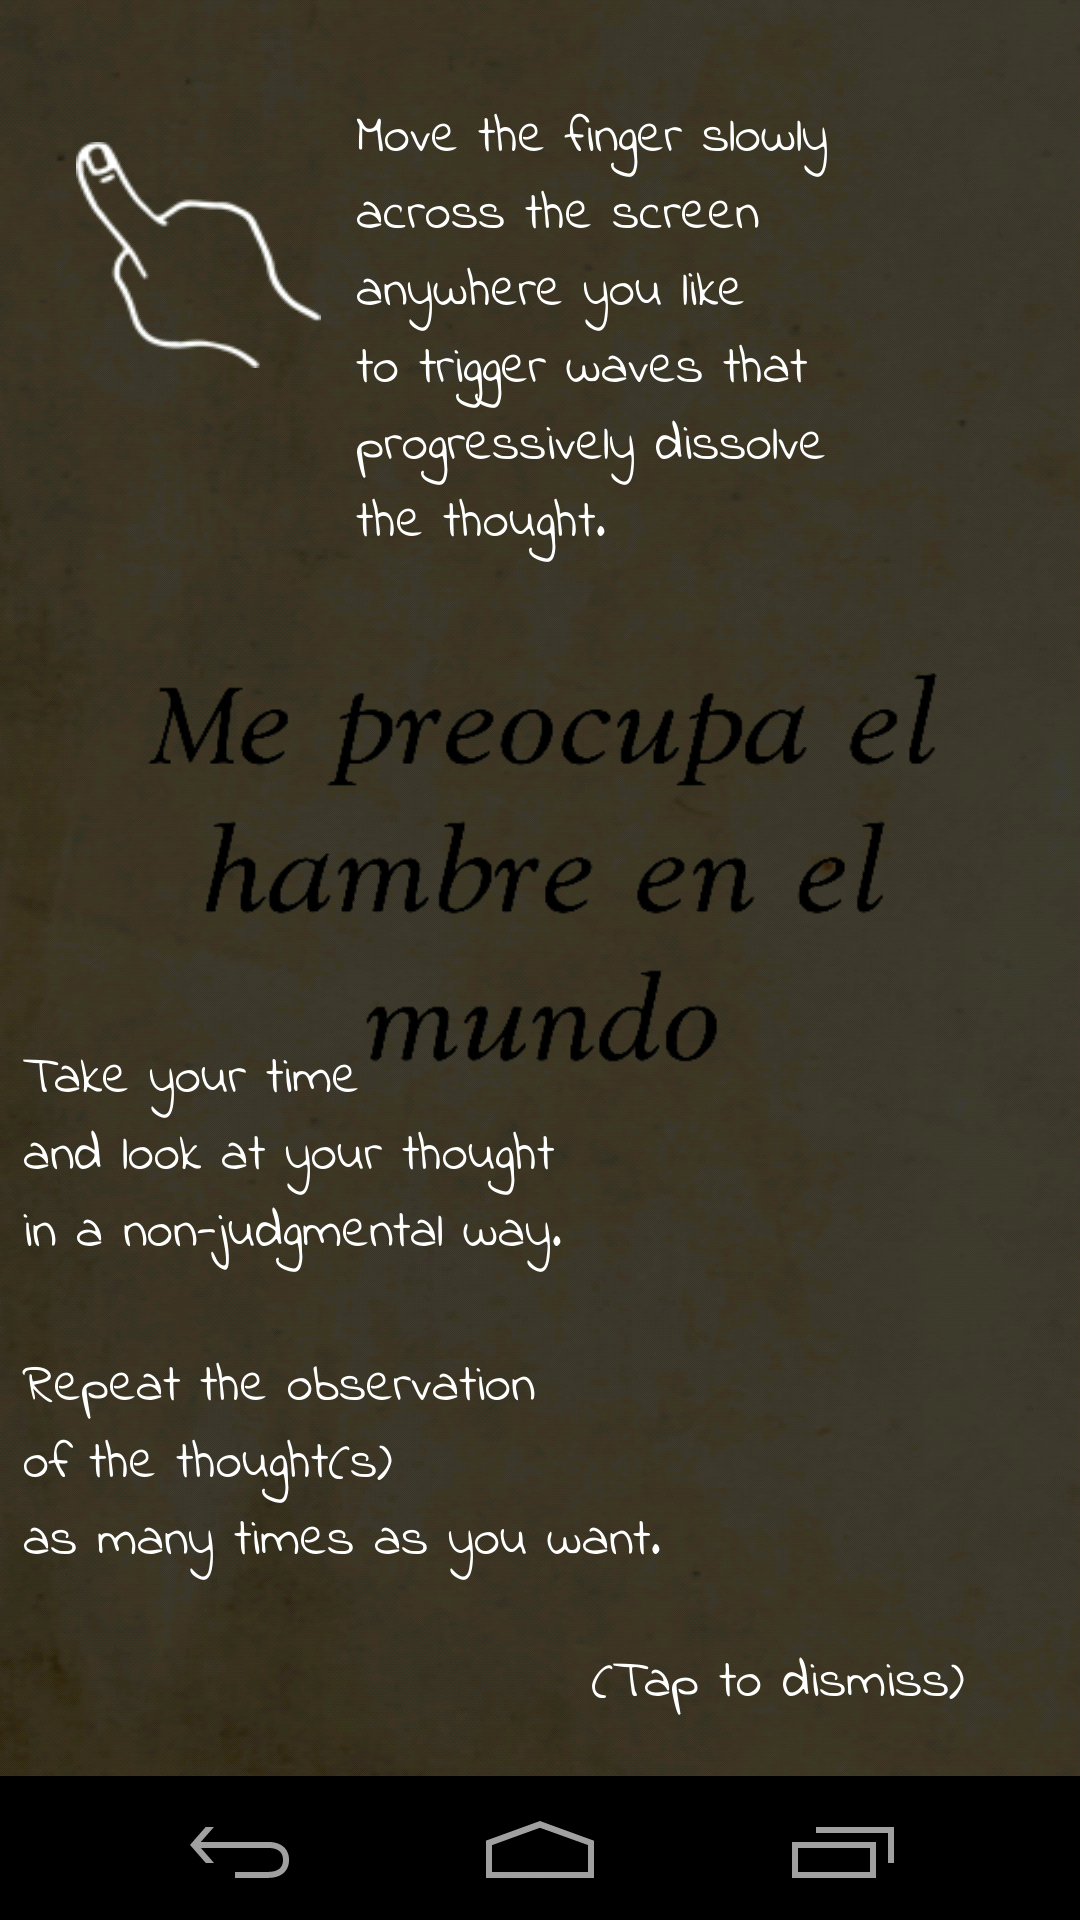 Move the finger slowly
across the screen
anywhere you like
to trigger waves that
progressively dissolve
the thought.
Me preocupa el
hambre en el
mundo
Take your time
and look at your thought
in a non-judgmental way.
Repeat the observation
of the thought(s)
as many times as you want.
(Tap to dismiss)